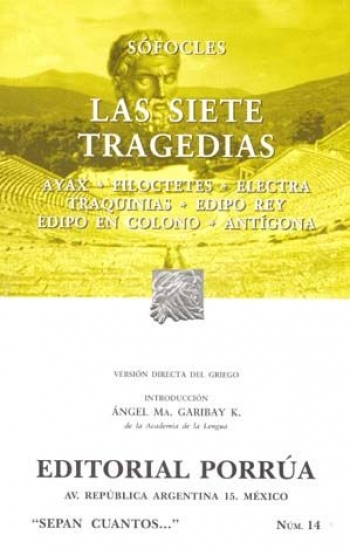 SÓFOCLES
LAS SIETE
TRAGEDIAS
AYAX • FILOCTETES • ELECTRA
TRAQUINIAS • EDIPO REY
EDIPO EN COLONO • ANTÍGONA
VERSIÓN DIRECTA DEL GRIEGO
INTRODUCCIÓN
ÁNGEL MA. GARIBAY K.
de la Academia de la Lengua
EDITORIAL PORRÚA
AV. REPÚBLICA ARGENTINA 15. MÉXICO
“SEPAN CUANTOS...” NÚM. 14